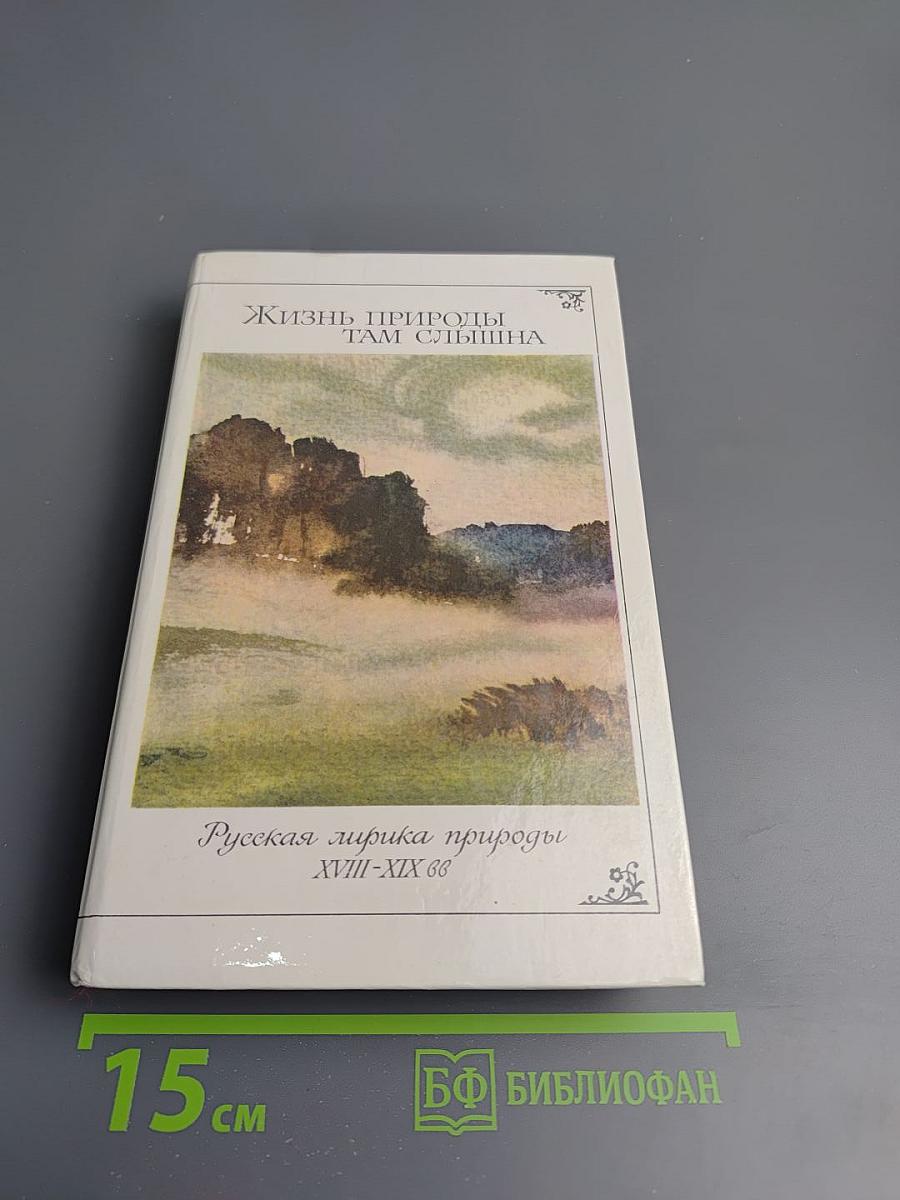 Жизнь природы
там слышна
Русская лирика природы
XVIII-XIX вв
15 см
БФ БИБЛИОФАН